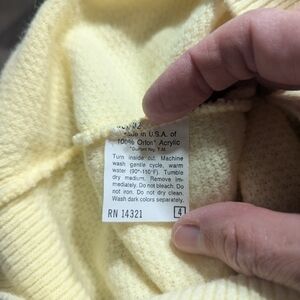 Made in U.S.A. of
100% Orlon* Acrylic
*DuPont Reg. T.M.
Turn inside out. Machine
wash gentle cycle, warm
water (90°-110°F). Tumble
dry medium. Remove im-
mediately. Do not bleach. Do
not iron. Do not dry clean.
Wash dark colors separately.
RN 14321 4